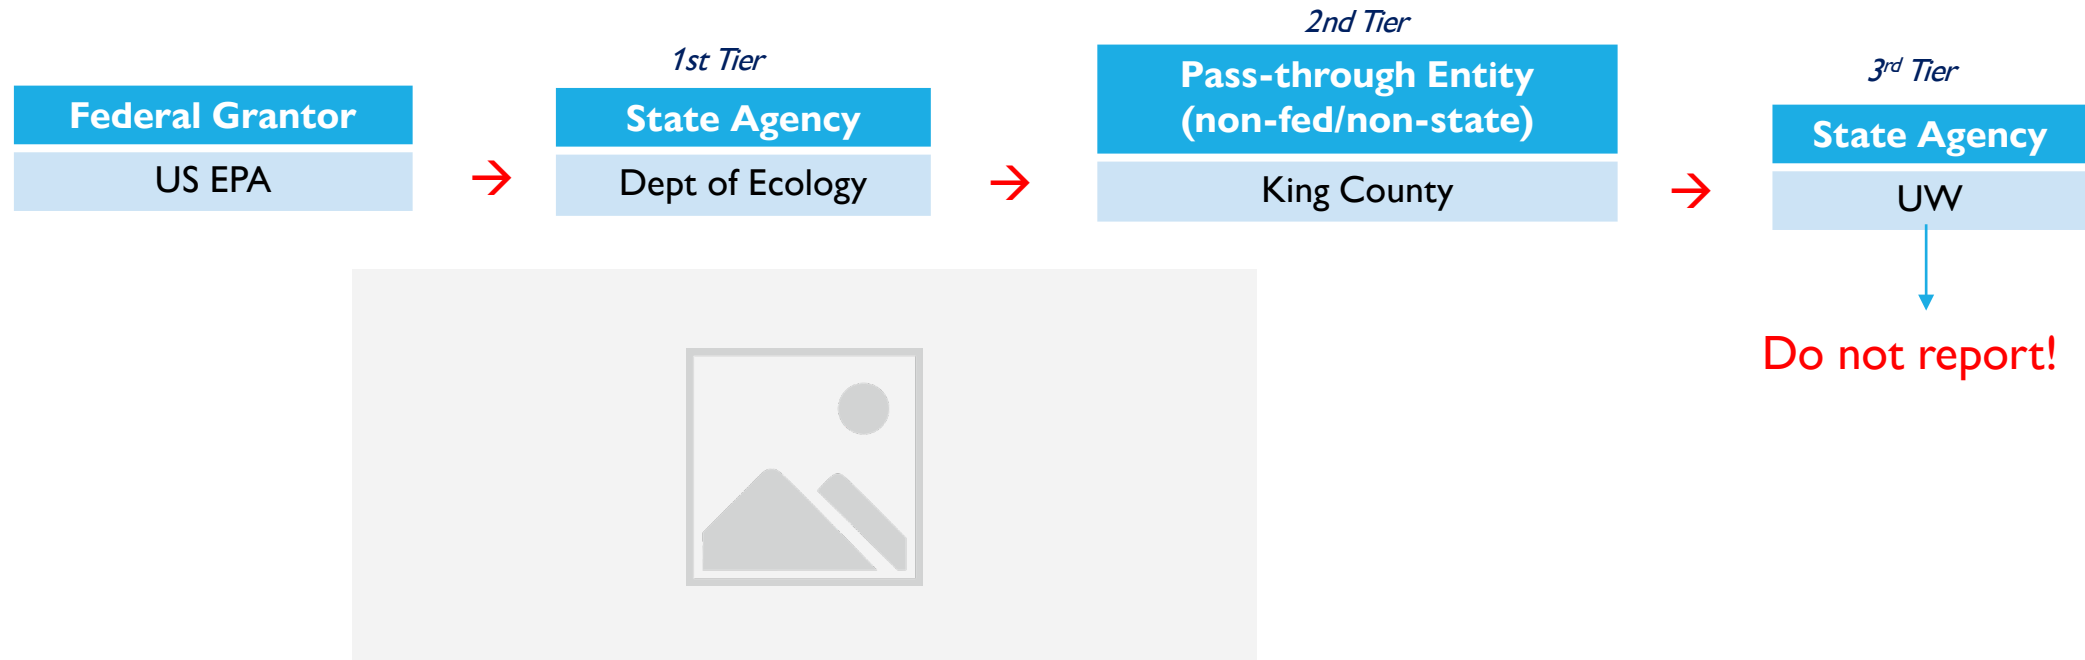 1st Tier
2nd Tier
3rd Tier
Federal Grantor
US EPA
→
State Agency
Dept of Ecology
→
Pass-through Entity
(non-fed/non-state)
King County
→
State Agency
UW
Do not report!